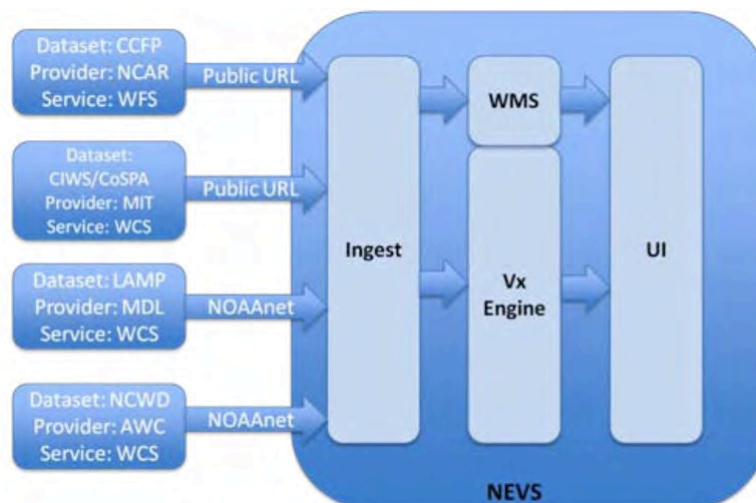 Dataset: CCFP
Provider: NCAR
Service: WFS
Public URL
Dataset:
CIWS/CoSPA
Provider: MIT
Service: WCS
Public URL
Dataset: LAMP
Provider: MDL
Service: WCS
NOAAnet
Dataset: NCWD
Provider: AWC
Service: WCS
NOAAnet
Ingest
WMS
Vx
Engine
UI
NEVS